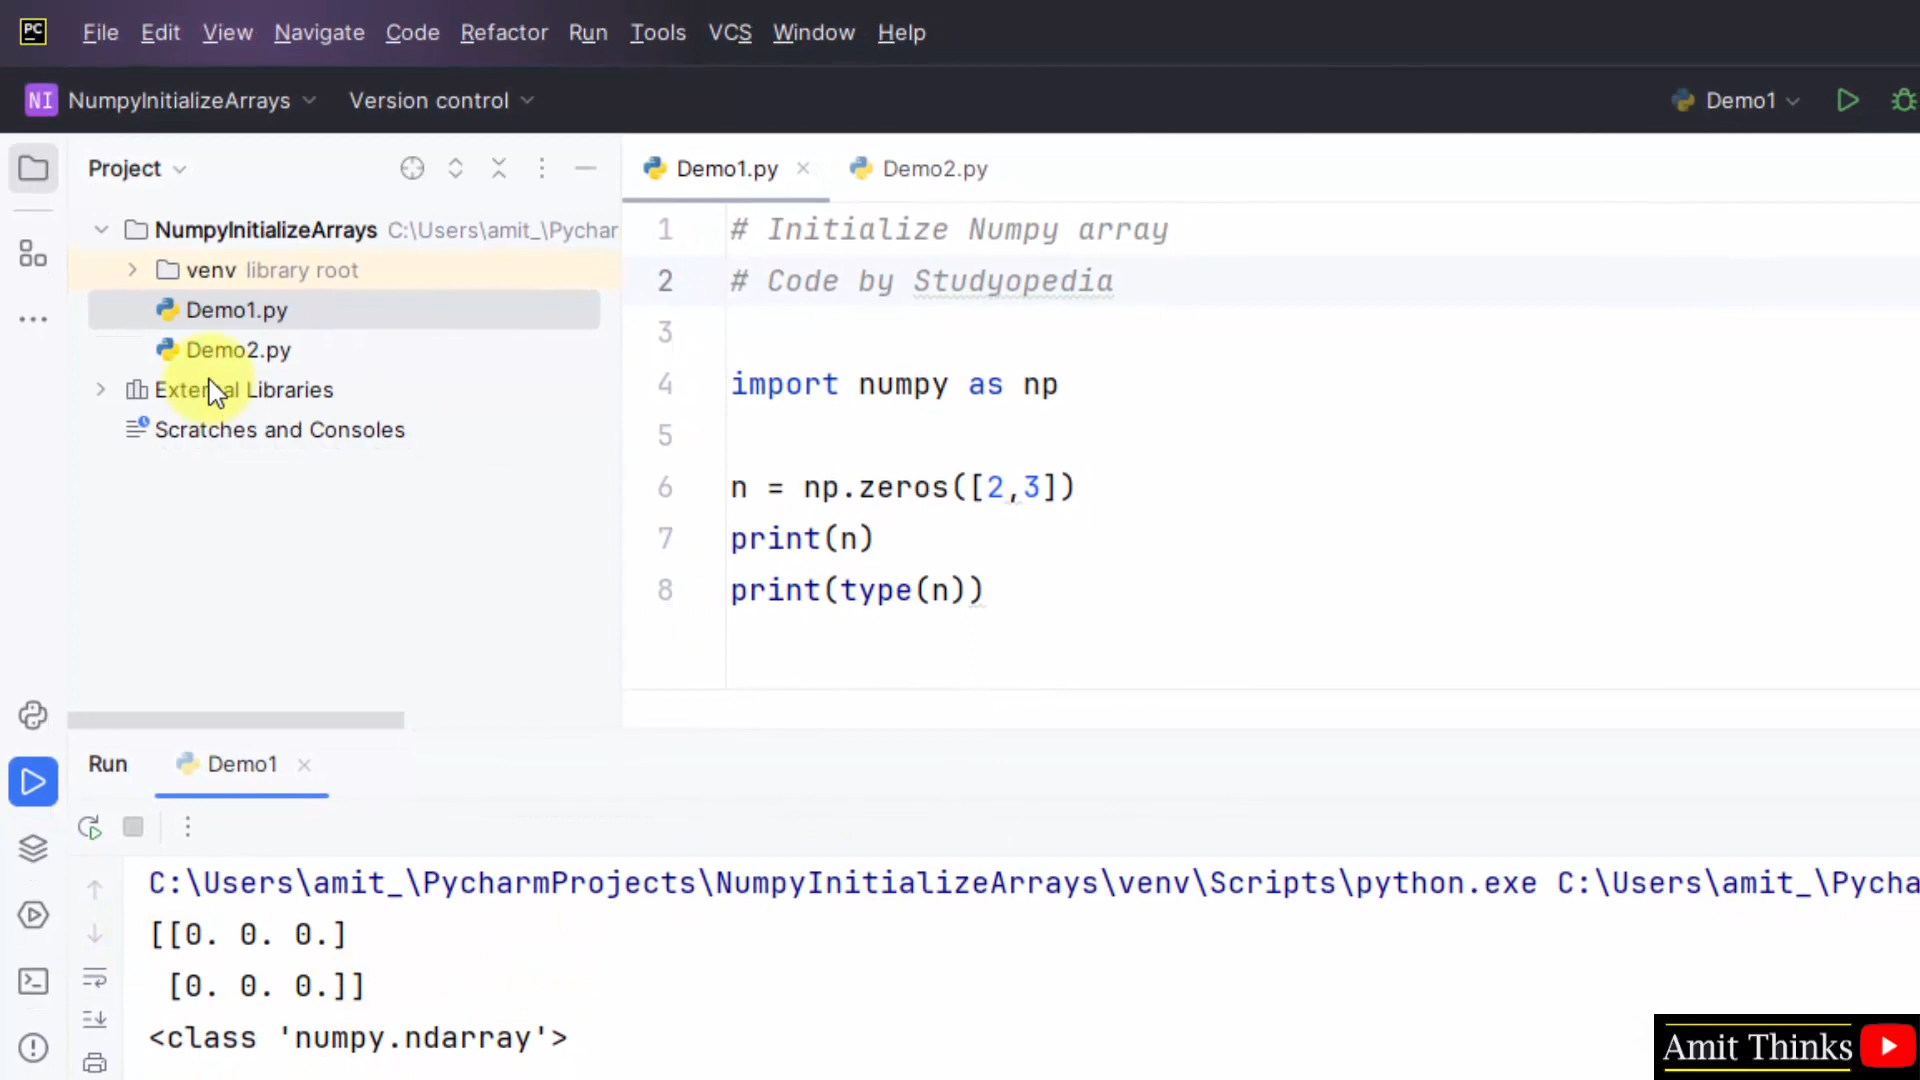 PC File Edit View Navigate Code Refactor Run Tools VCS Window Help
NI NumpyInitializeArrays Version control Demo1
Project
Demo1.py Demo2.py
NumpyInitializeArrays C:\Users\amit_\Pychar
venv library root
Demo1.py
Demo2.py
External Libraries
Scratches and Consoles
1 # Initialize Numpy array
2 # Code by Studyopedia
3
4 import numpy as np
5
6 n = np.zeros([2,3])
7 print(n)
8 print(type(n))
Run Demo1
C:\Users\amit_\PycharmProjects\NumpyInitializeArrays\venv\Scripts\python.exe C:\Users\amit_\Pycha
[[0. 0. 0.]
 [0. 0. 0.]]
<class 'numpy.ndarray'>
Amit Thinks